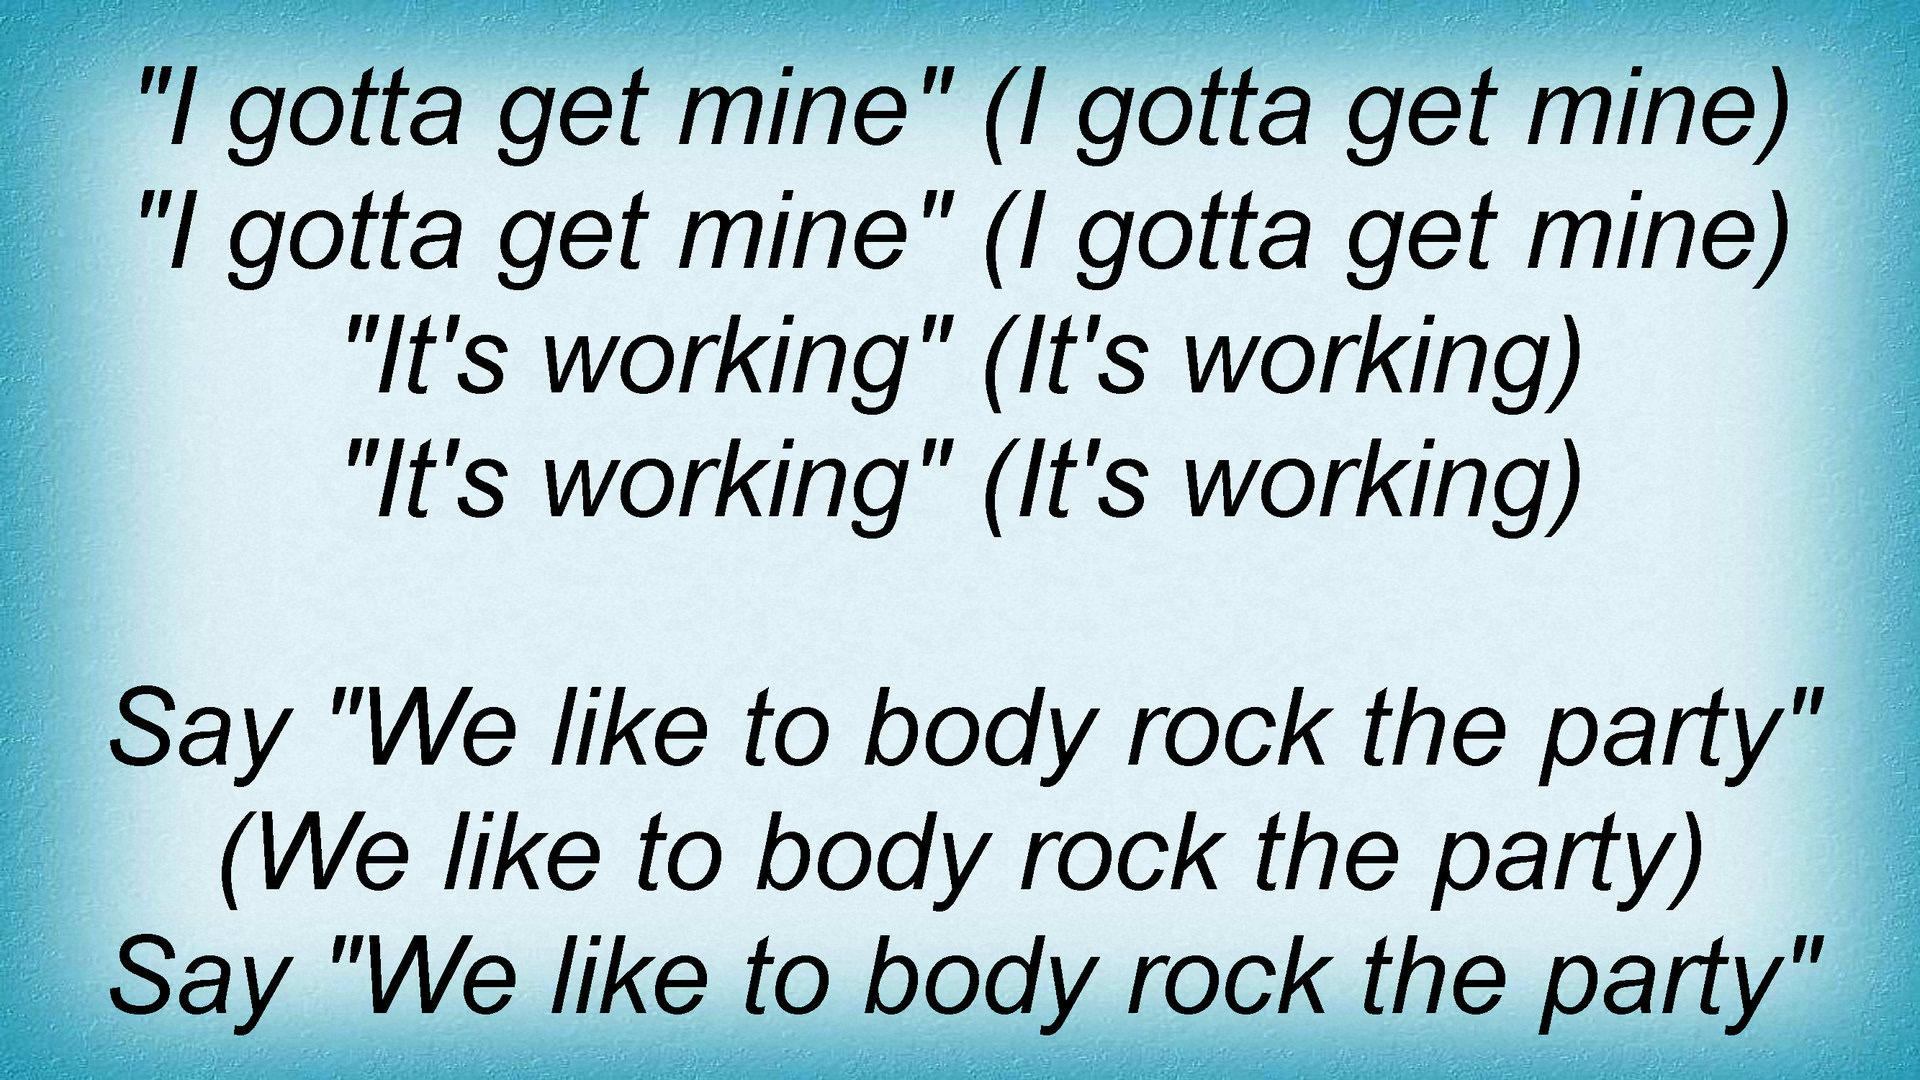 "I gotta get mine" (I gotta get mine)
"I gotta get mine" (I gotta get mine)
"It's working" (It's working)
"It's working" (It's working)
Say "We like to body rock the party"
(We like to body rock the party)
Say "We like to body rock the party"